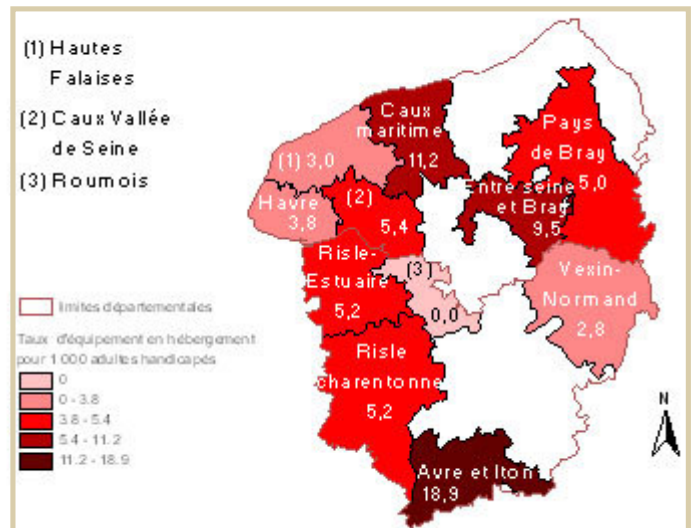 (1) Hautes
Falaises
(2) Caux Vallée
de Seine
(3) Roumois
Caux
maritime
11,2
Pays
de Bray
5,0
(1) 3,0
Entre seine
et Bray
9,5
Havre
3,8
(2)
5,4
Risle-
Estuaire
5,2
(3)
0,0
Vexin-
Normand
2,8
Risle
charentonne
5,2
Avre et Iton
18,9
N
limites départementales
Taux d'équipement en hébergement
pour 1 000 adultes handicapés
0
0 - 3.8
3.8 - 5.4
5.4 - 11.2
11.2 - 18.9